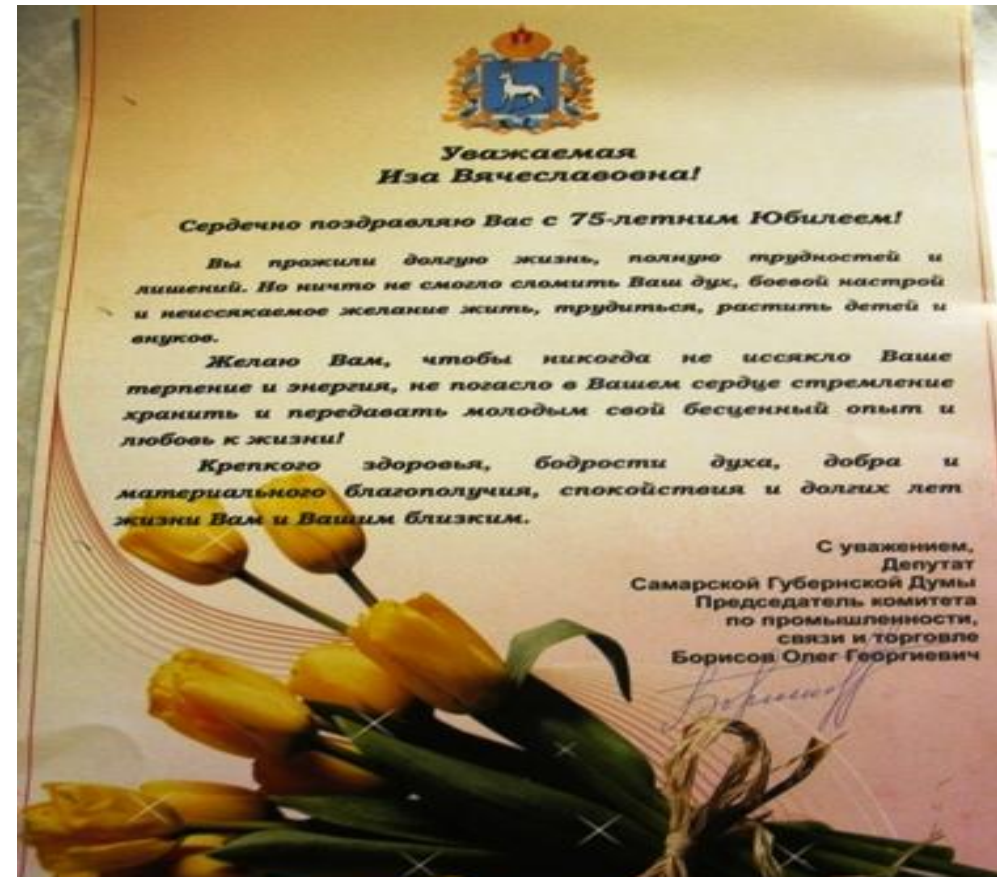 Уважаемая
Иза Вячеславовна!
Сердечно поздравляю Вас с 75-летним Юбилеем!
Вы прожили долгую жизнь, полную трудностей и
лишений. Но ничто не смогло сломить Ваш дух, боевой настрой
и неиссякаемое желание жить, трудиться, растить детей и
внуков.
Желаю Вам, чтобы никогда не иссякло Ваше
терпение и энергия, не погасло в Вашем сердце стремление
хранить и передавать молодым свой бесценный опыт и
любовь к жизни!
Крепкого здоровья, бодрости духа, добра и
материального благополучия, спокойствия и долгих лет
жизни Вам и Вашим близким.
С уважением,
Депутат
Самарской Губернской Думы
Председатель комитета
по промышленности,
связи и торговле
Борисов Олег Георгиевич